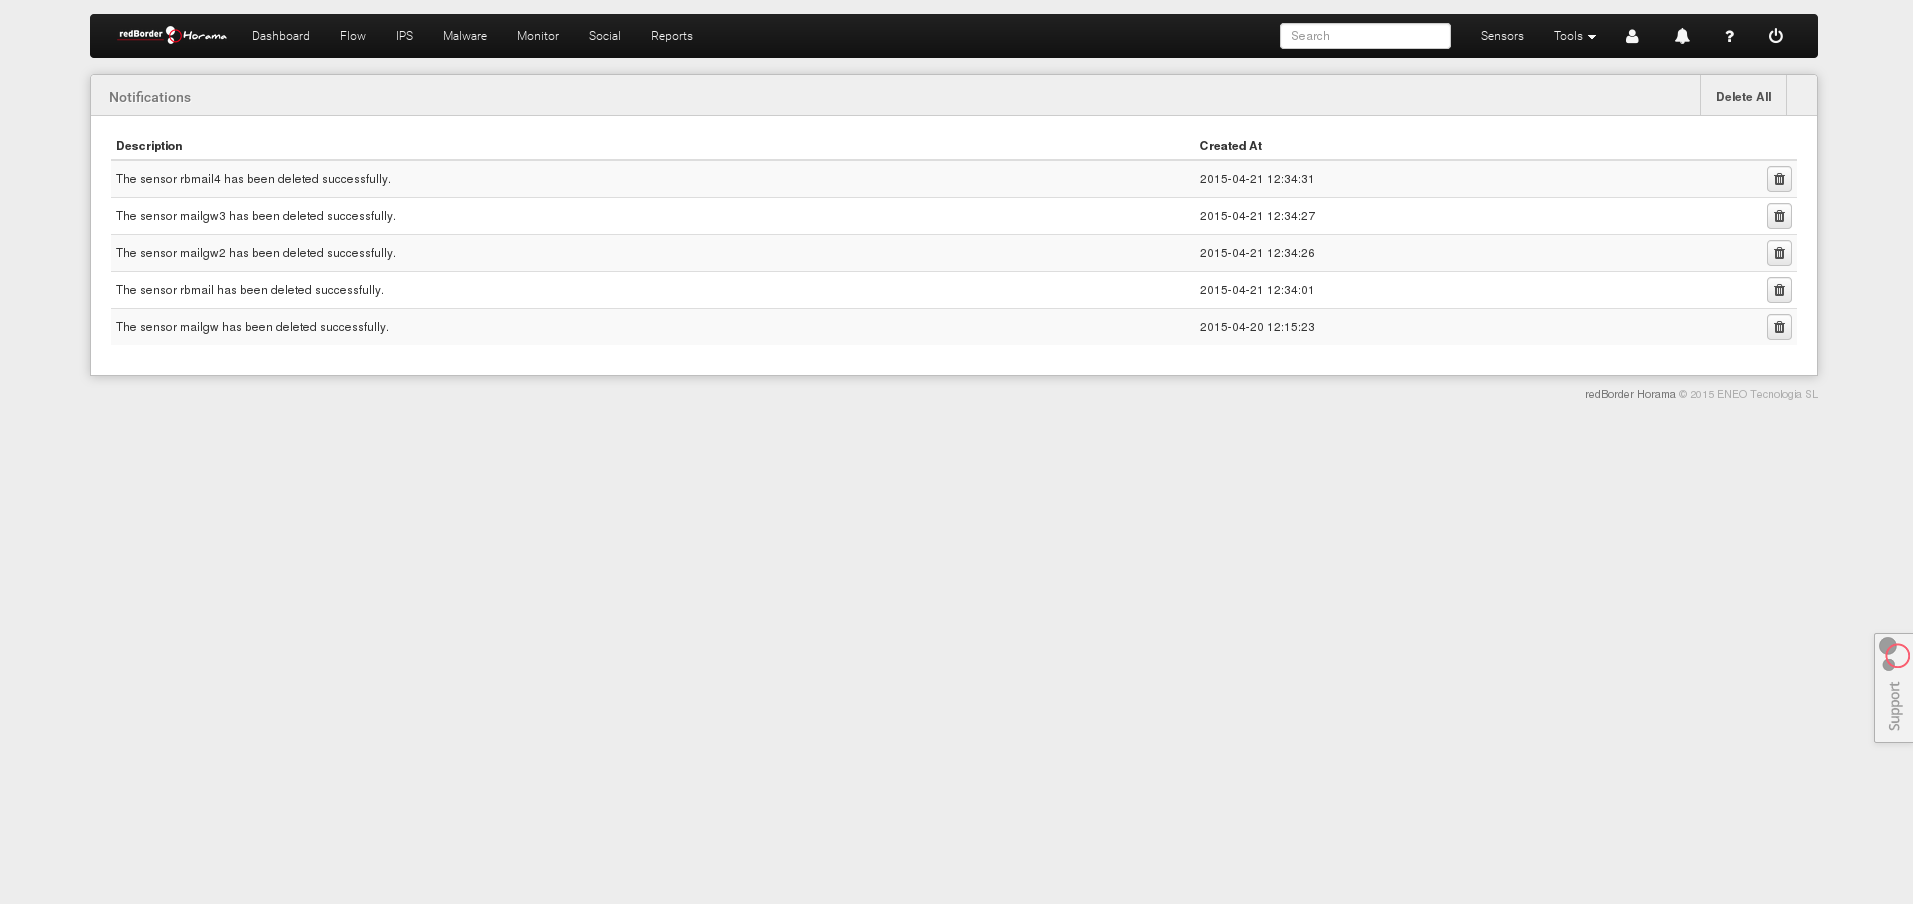 redBorder Horama Dashboard Flow IPS Malware Monitor Social Reports Search Sensors Tools ?
Notifications Delete All
Description Created At
The sensor rbmail4 has been deleted successfully. 2015-04-21 12:34:31
The sensor mailgw3 has been deleted successfully. 2015-04-21 12:34:27
The sensor mailgw2 has been deleted successfully. 2015-04-21 12:34:26
The sensor rbmail has been deleted successfully. 2015-04-21 12:34:01
The sensor mailgw has been deleted successfully. 2015-04-20 12:15:23
redBorder Horama © 2015 ENEO Tecnologia SL
Support